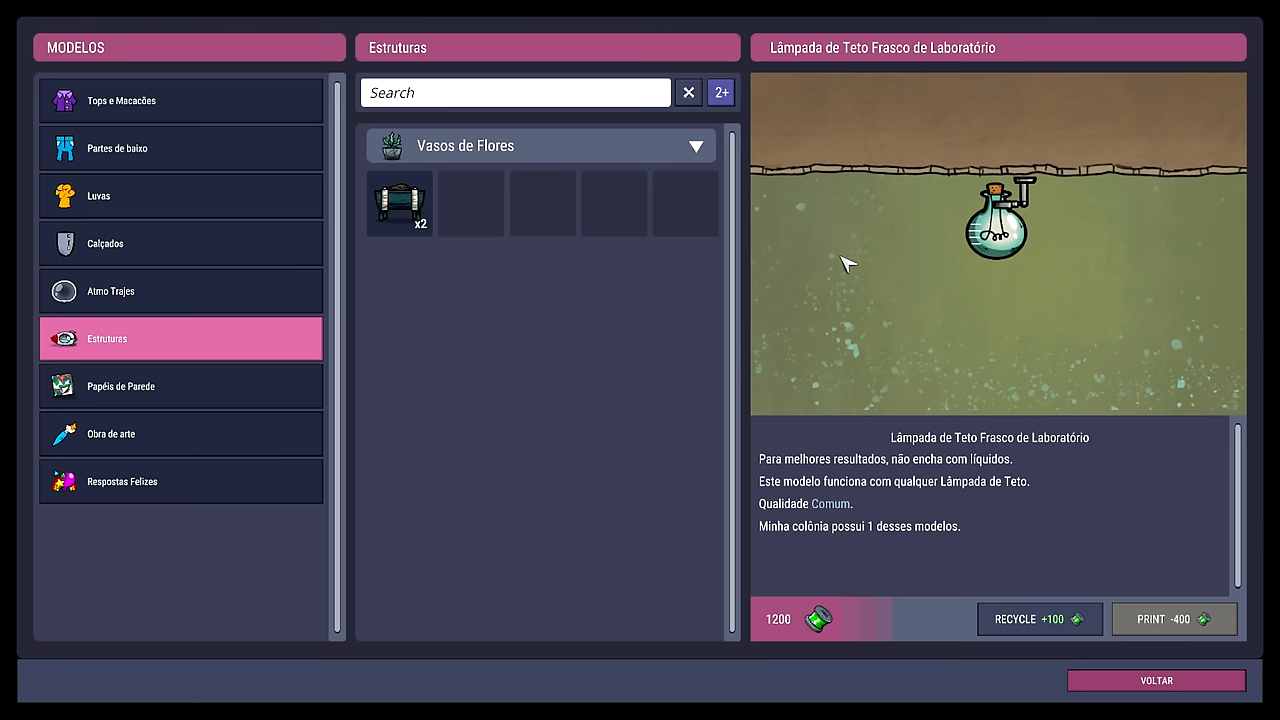 MODELOS
Tops e Macacões
Partes de baixo
Luvas
Calçados
Atmo Trajes
Estruturas
Papéis de Parede
Obra de arte
Respostas Felizes
Estruturas
Search
2+
Vasos de Flores
x2
Lâmpada de Teto Frasco de Laboratório
Lâmpada de Teto Frasco de Laboratório
Para melhores resultados, não encha com líquidos.
Este modelo funciona com qualquer Lâmpada de Teto.
Qualidade Comum.
Minha colônia possui 1 desses modelos.
1200
RECYCLE +100
PRINT -400
VOLTAR